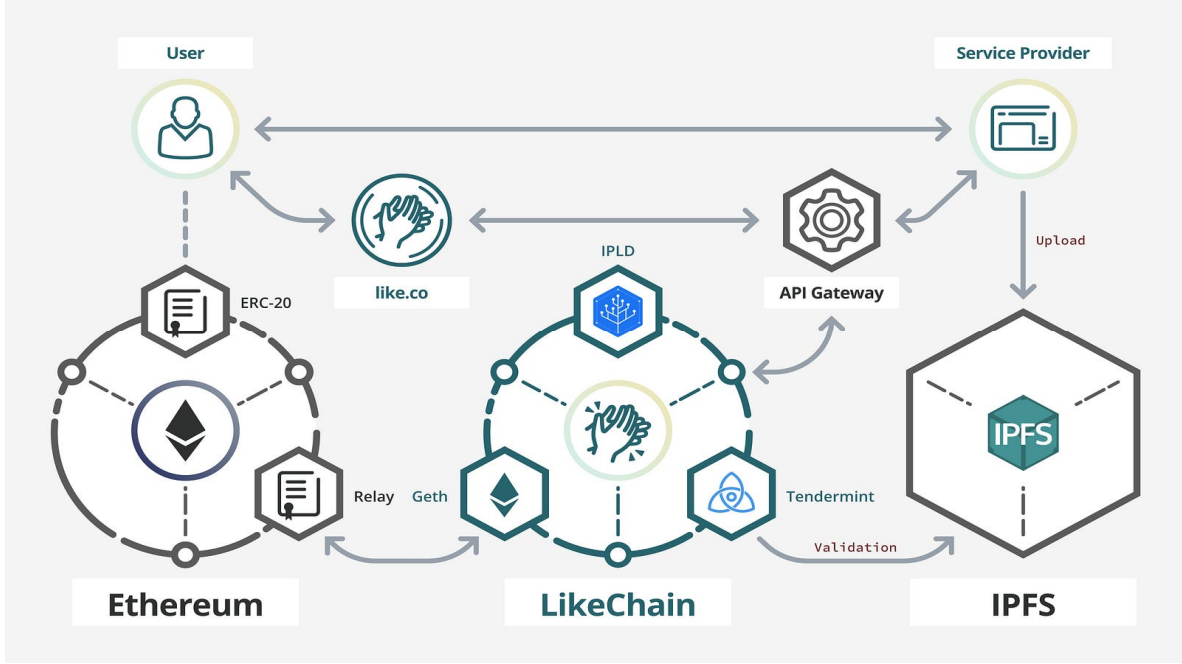 User
Service Provider
Upload
IPLD
like.co
API Gateway
ERC-20
IPFS
Relay
Geth
Tendermint
Validation
Ethereum
LikeChain
IPFS